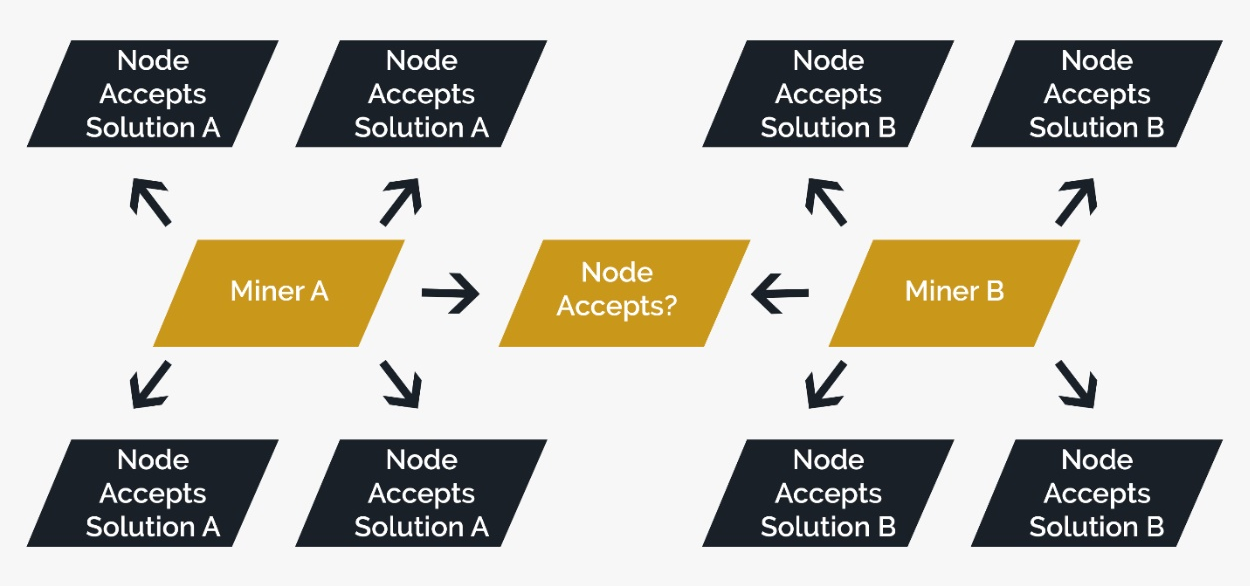 Node
Accepts
Solution A
Node
Accepts
Solution A
Node
Accepts
Solution B
Node
Accepts
Solution B
Miner A
Node
Accepts?
Miner B
Node
Accepts
Solution A
Node
Accepts
Solution A
Node
Accepts
Solution B
Node
Accepts
Solution B